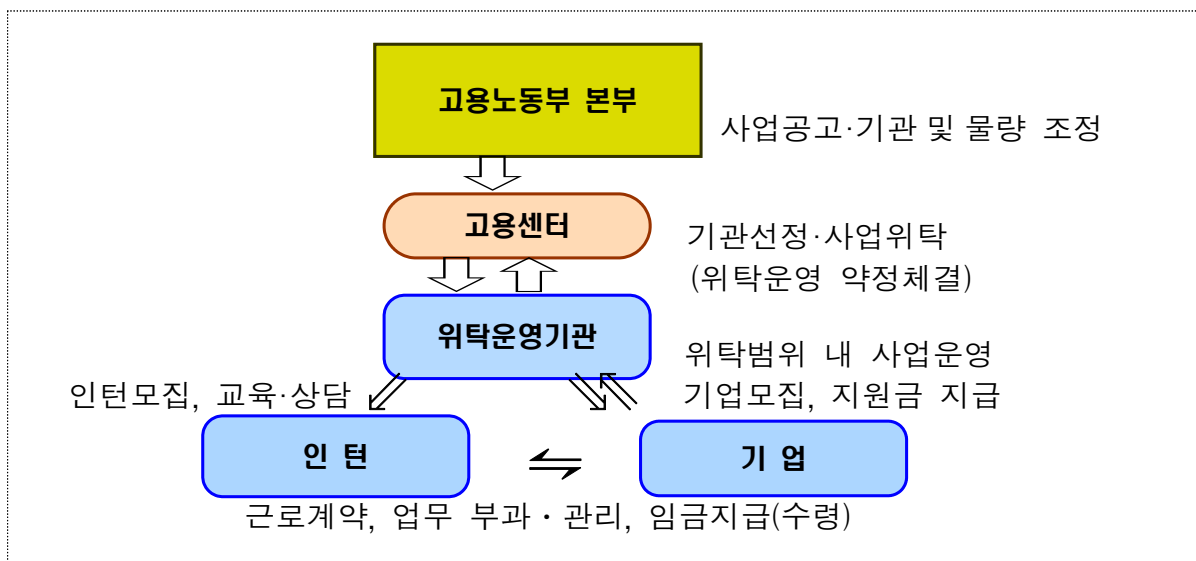 고용노동부 본부
사업공고·기관 및 물량 조정
고용센터
기관선정·사업위탁
(위탁운영 약정체결)
위탁운영기관
위탁범위 내 사업운영
인턴모집, 교육·상담
기업모집, 지원금 지급
인 턴
기 업
근로계약, 업무 부과·관리, 임금지급(수령)